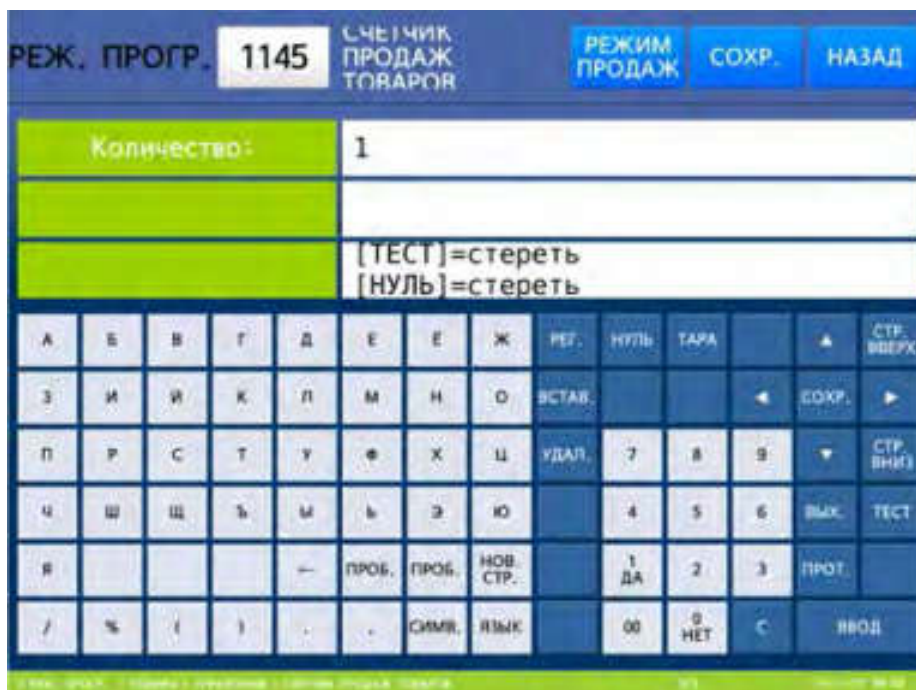 РЕЖ. ПРОГР. 1145 СЧЕТЧИК ПРОДАЖ ТОВАРОВ РЕЖИМ ПРОДАЖ СОХР. НАЗАД
Количество: 1
[ТЕСТ]=стереть
[НУЛЬ]=стереть
А Б В Г Д Е Ё Ж РЕГ. НУЛЬ ТАРА ▲ СТР. ВВЕРХ
З И Й К Л М Н О ВСТАВ. ◄ СОХР. ►
П Р С Т У Ф Х Ц УДАЛ. 7 8 9 ▼ СТР. ВНИЗ
Ч Ш Щ Ъ Ы Ь Э Ю 4 5 6 ВЫХ. ТЕСТ
Я ← ПРОБ. ПРОБ. НОВ. СТР. 1 ДА 2 3 ПРОТ.
/ % ( ) . , СИМВ. ЯЗЫК 00 0 НЕТ С ВВОД